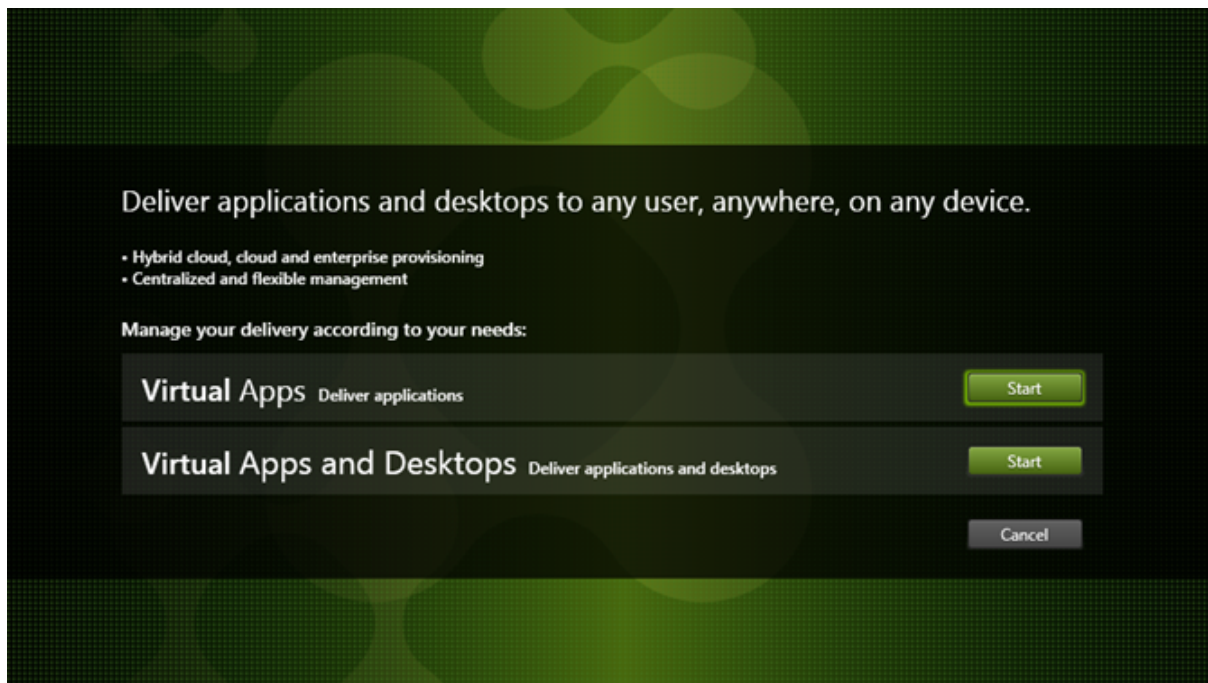 Deliver applications and desktops to any user, anywhere, on any device.
• Hybrid cloud, cloud and enterprise provisioning
• Centralized and flexible management
Manage your delivery according to your needs:
Virtual Apps Deliver applications Start
Virtual Apps and Desktops Deliver applications and desktops Start
Cancel